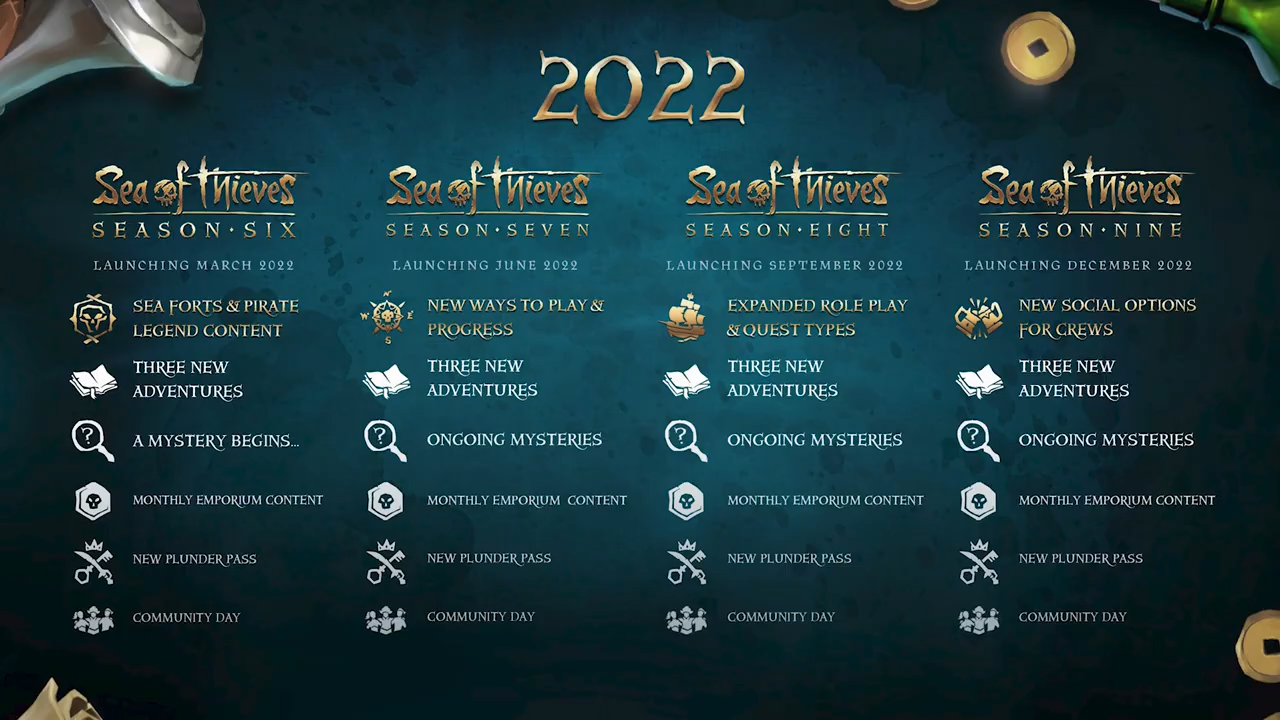 2022
Sea of Thieves
SEASON·SIX
LAUNCHING MARCH 2022
SEA FORTS & PIRATE
LEGEND CONTENT
THREE NEW
ADVENTURES
A MYSTERY BEGINS...
MONTHLY EMPORIUM CONTENT
NEW PLUNDER PASS
COMMUNITY DAY
Sea of Thieves
SEASON·SEVEN
LAUNCHING JUNE 2022
N
W E
S
NEW WAYS TO PLAY &
PROGRESS
THREE NEW
ADVENTURES
?
ONGOING MYSTERIES
MONTHLY EMPORIUM CONTENT
NEW PLUNDER PASS
COMMUNITY DAY
Sea of Thieves
SEASON·EIGHT
LAUNCHING SEPTEMBER 2022
EXPANDED ROLE PLAY
& QUEST TYPES
THREE NEW
ADVENTURES
?
ONGOING MYSTERIES
MONTHLY EMPORIUM CONTENT
NEW PLUNDER PASS
COMMUNITY DAY
Sea of Thieves
SEASON·NINE
LAUNCHING DECEMBER 2022
NEW SOCIAL OPTIONS
FOR CREWS
THREE NEW
ADVENTURES
?
ONGOING MYSTERIES
MONTHLY EMPORIUM CONTENT
NEW PLUNDER PASS
COMMUNITY DAY